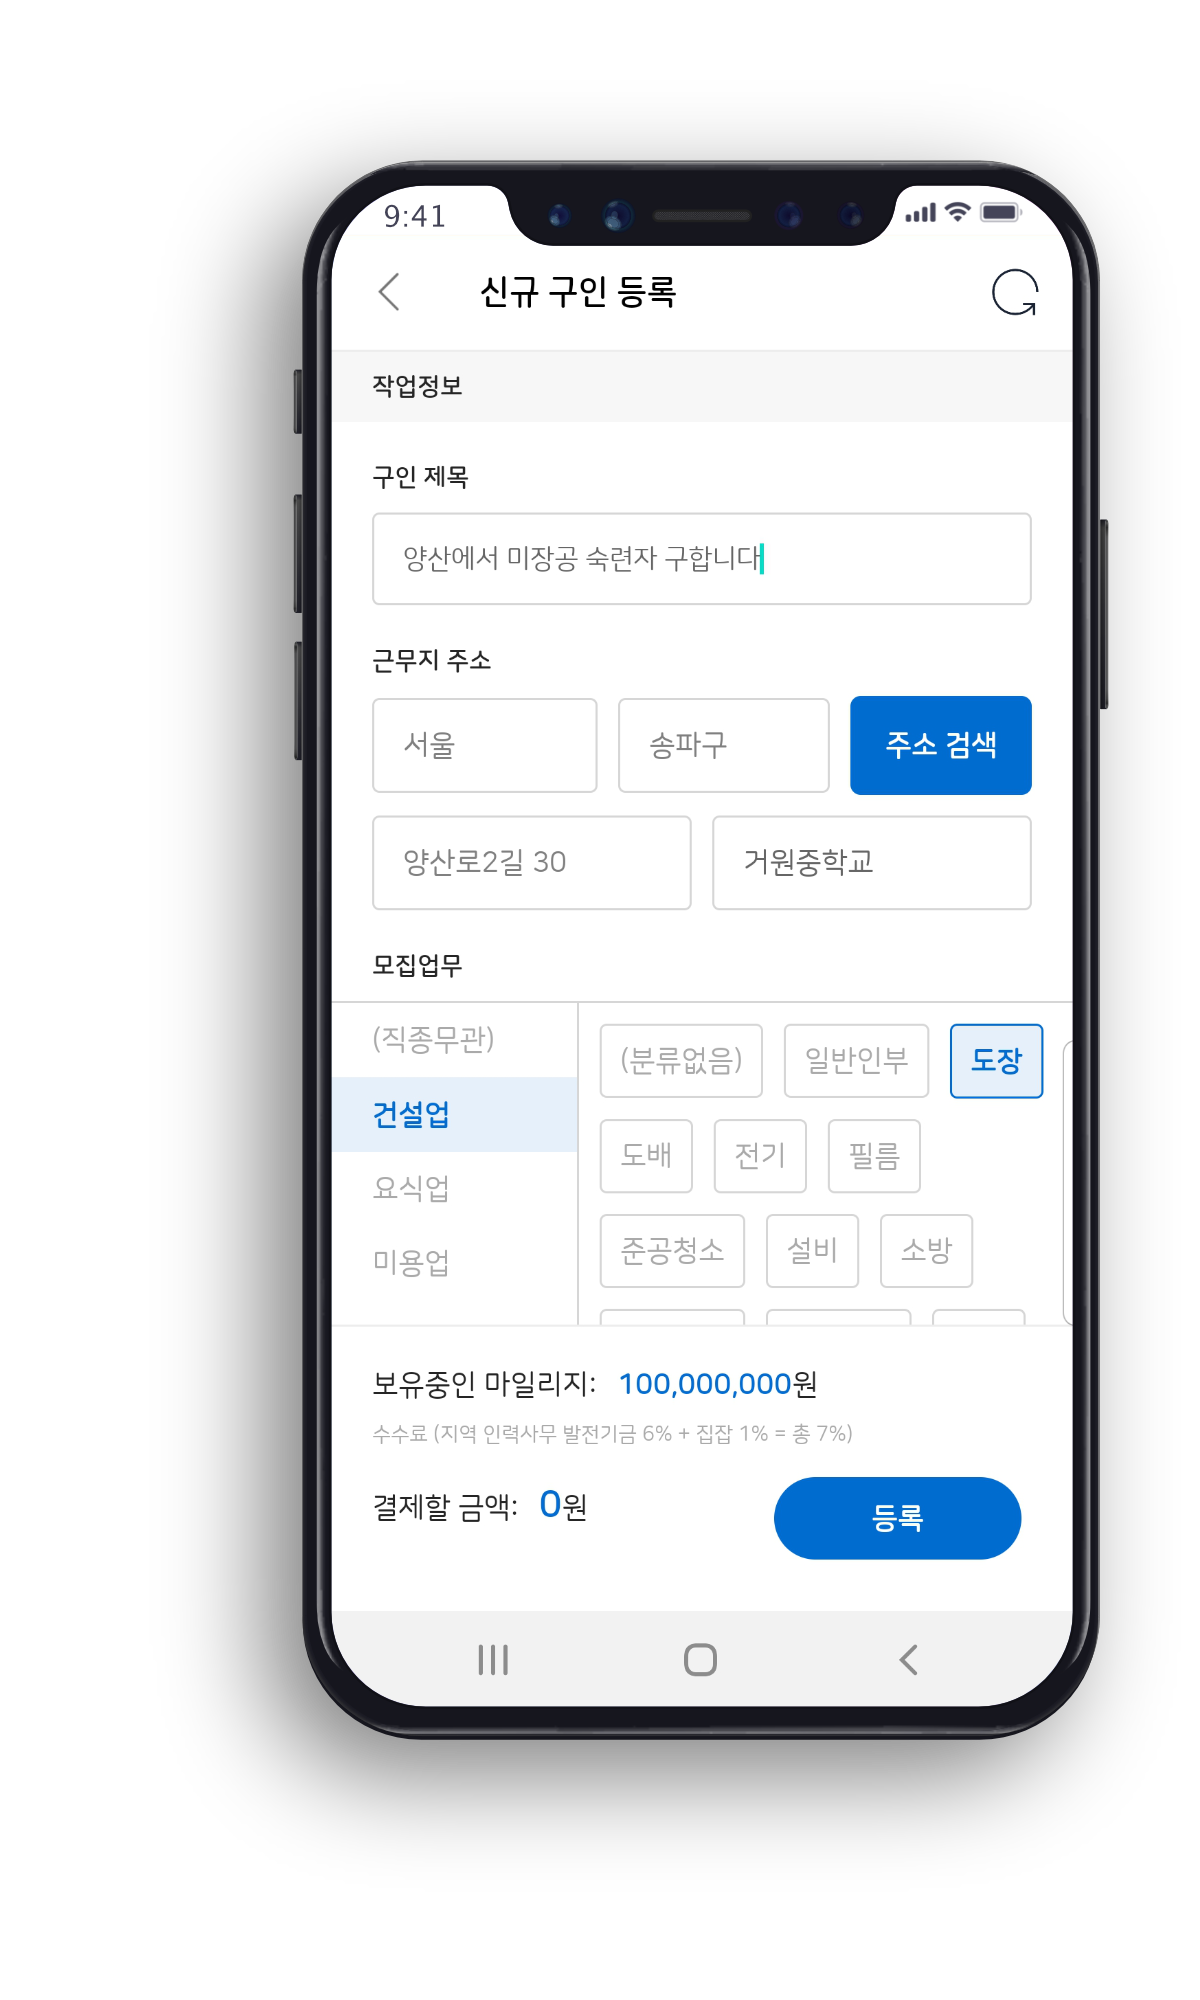 9:41
신규 구인 등록
작업정보
구인 제목
양산에서 미장공 숙련자 구합니다
근무지 주소
서울 송파구 주소 검색
양산로2길 30 거원중학교
모집업무
(직종무관)
건설업
요식업
미용업
(분류없음) 일반인부 도장
도배 전기 필름
준공청소 설비 소방
보유중인 마일리지: 100,000,000원
수수료 (지역 인력사무 발전기금 6% + 집잡 1% = 총 7%)
결제할 금액: 0원
등록